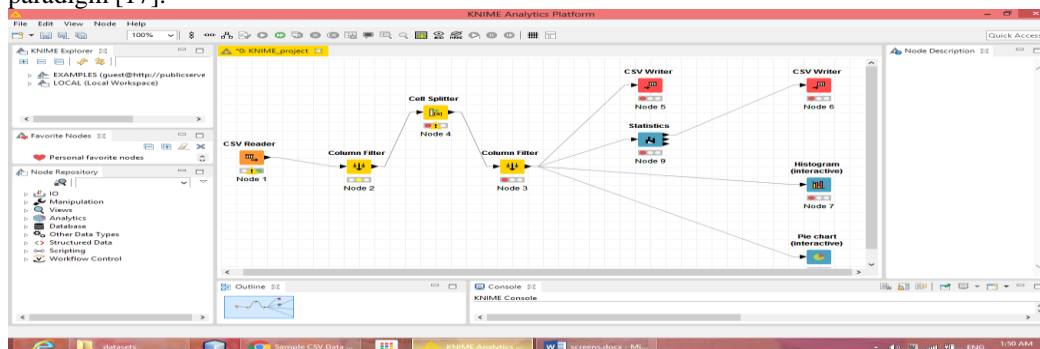 paradigm [17].
KNIME Analytics Platform
File Edit View Node Help
100%
Quick Access
KNIME Explorer
EXAMPLES (guest@http://publicserve
LOCAL (Local Workspace)
Favorite Nodes
Personal favorite nodes
Node Repository
IO
Manipulation
Views
Analytics
Database
Other Data Types
Structured Data
Scripting
Workflow Control
*0: KNIME_project
CSV Reader
Node 1
Column Filter
Node 2
Cell Splitter
Node 4
Column Filter
Node 3
CSV Writer
Node 5
Statistics
Node 9
CSV Writer
Node 6
Histogram
(interactive)
Node 7
Pie chart
(interactive)
Node Description
Outline
Console
KNIME Console
datasets
Sample CSV Data ...
KNIME Analytics ...
screens.docx - Mi...
ENG
1:50 AM